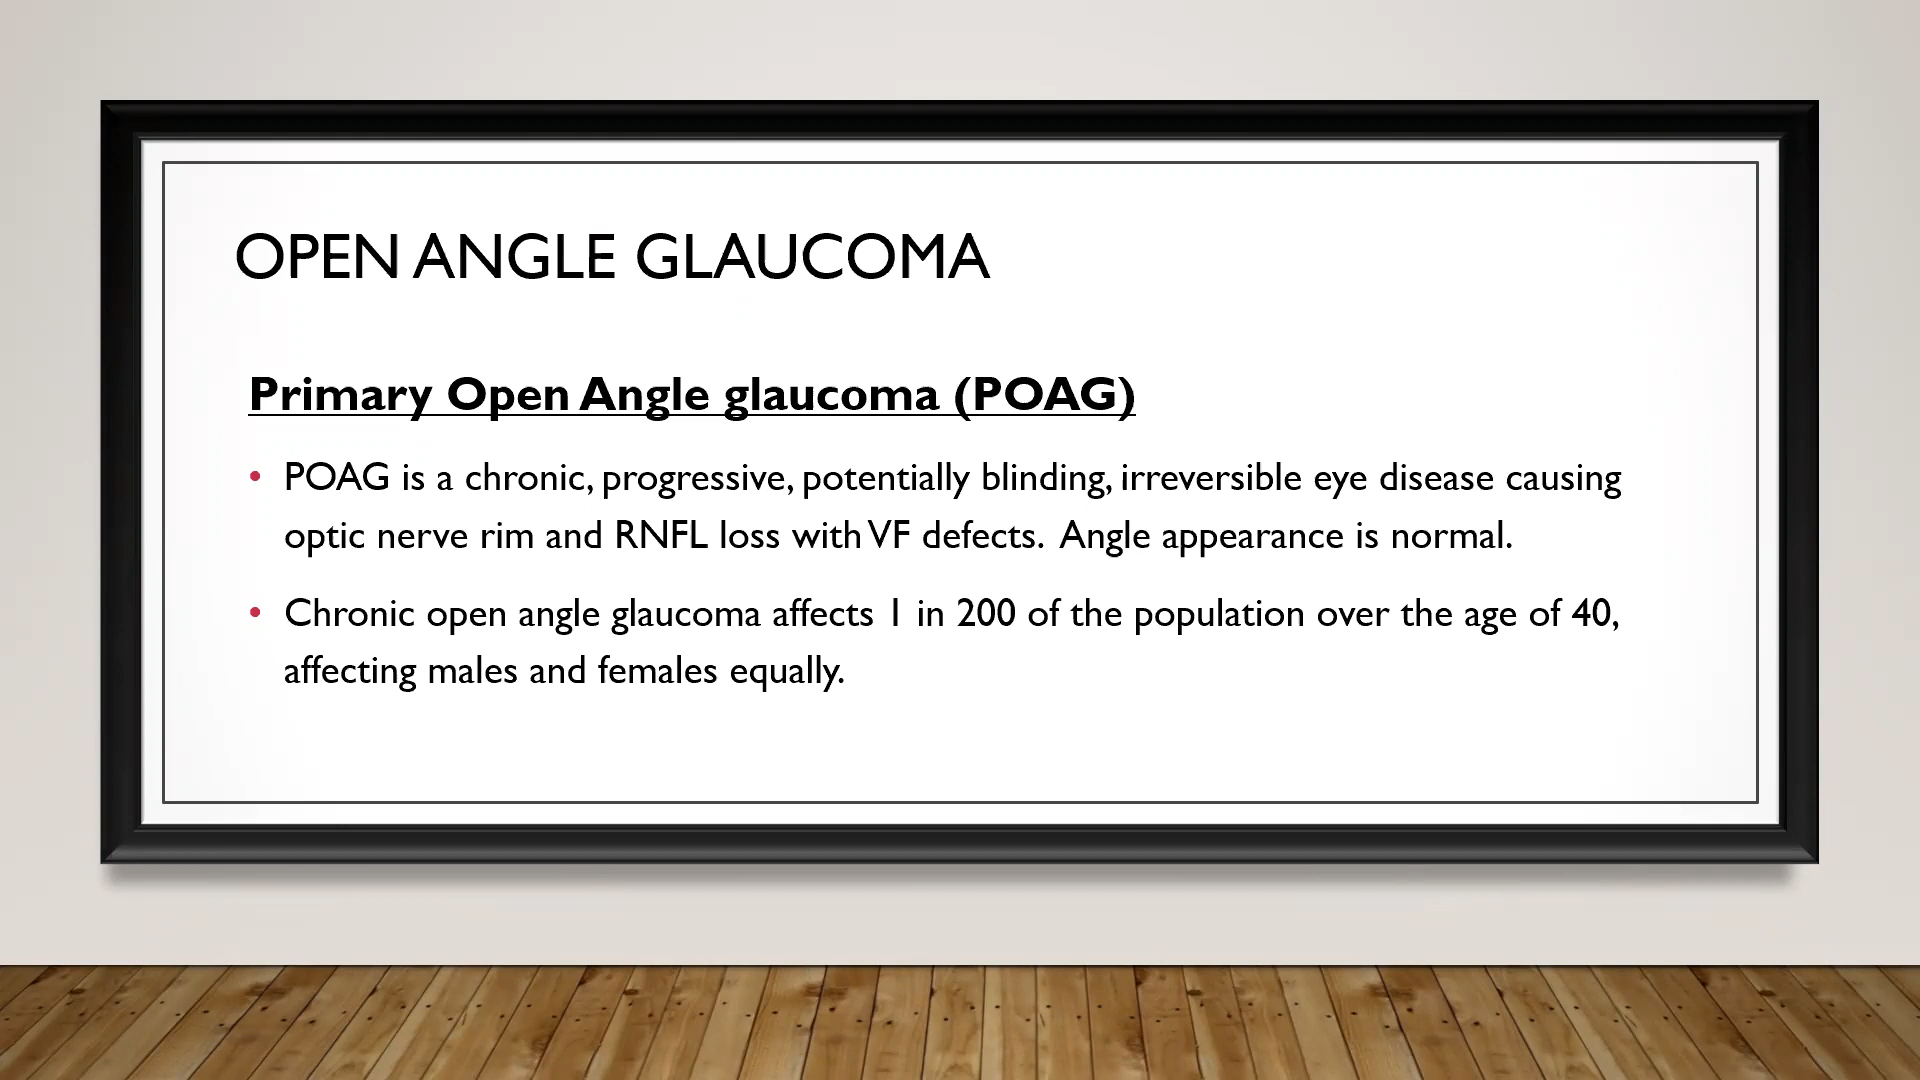 OPEN ANGLE GLAUCOMA
Primary Open Angle glaucoma (POAG)
• POAG is a chronic, progressive, potentially blinding, irreversible eye disease causing
optic nerve rim and RNFL loss with VF defects.  Angle appearance is normal.
• Chronic open angle glaucoma affects 1 in 200 of the population over the age of 40,
affecting males and females equally.